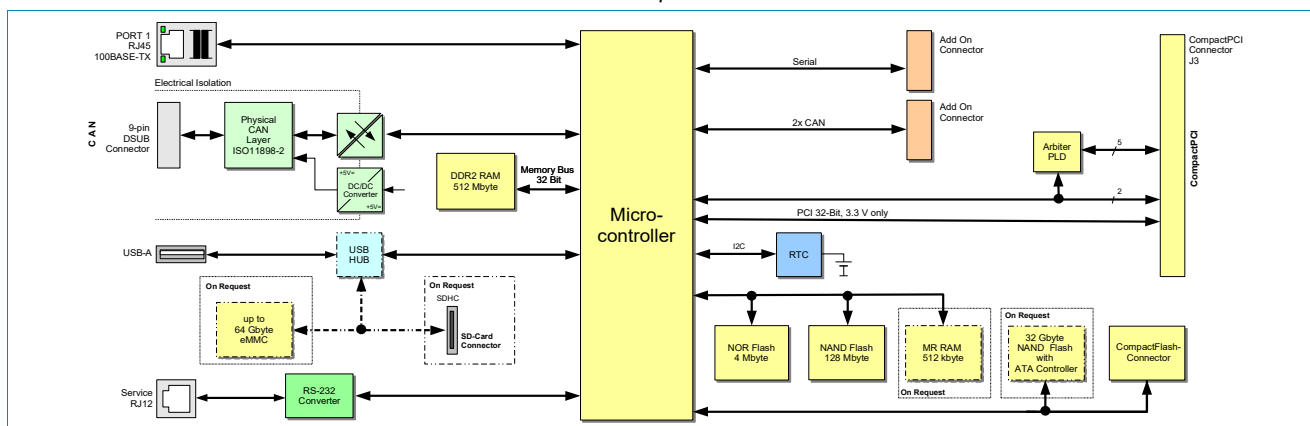 PORT 1
RJ45
100BASE-TX
Electrical Isolation
CAN
9-pin
DSUB
Connector
Physical
CAN
Layer
ISO11898-2
+5V=
DC/DC
Converter
+5V=
DDR2 RAM
512 Mbyte
Memory Bus
32 Bit
USB-A
USB
HUB
On Request
up to
64 Gbyte
eMMC
On Request
SDHC
SD-Card
Connector
Service
RJ12
RS-232
Converter
Micro-
controller
Serial
Add On
Connector
2x CAN
Add On
Connector
CompactPCI
Connector
J3
CompactPCI
Arbiter
PLD
5
2
PCI 32-Bit, 3.3 V only
I2C
RTC
NOR Flash
4 Mbyte
NAND Flash
128 Mbyte
MR RAM
512 kbyte
On Request
On Request
32 Gbyte
NAND Flash
with
ATA Controller
CompactFlash-
Connector